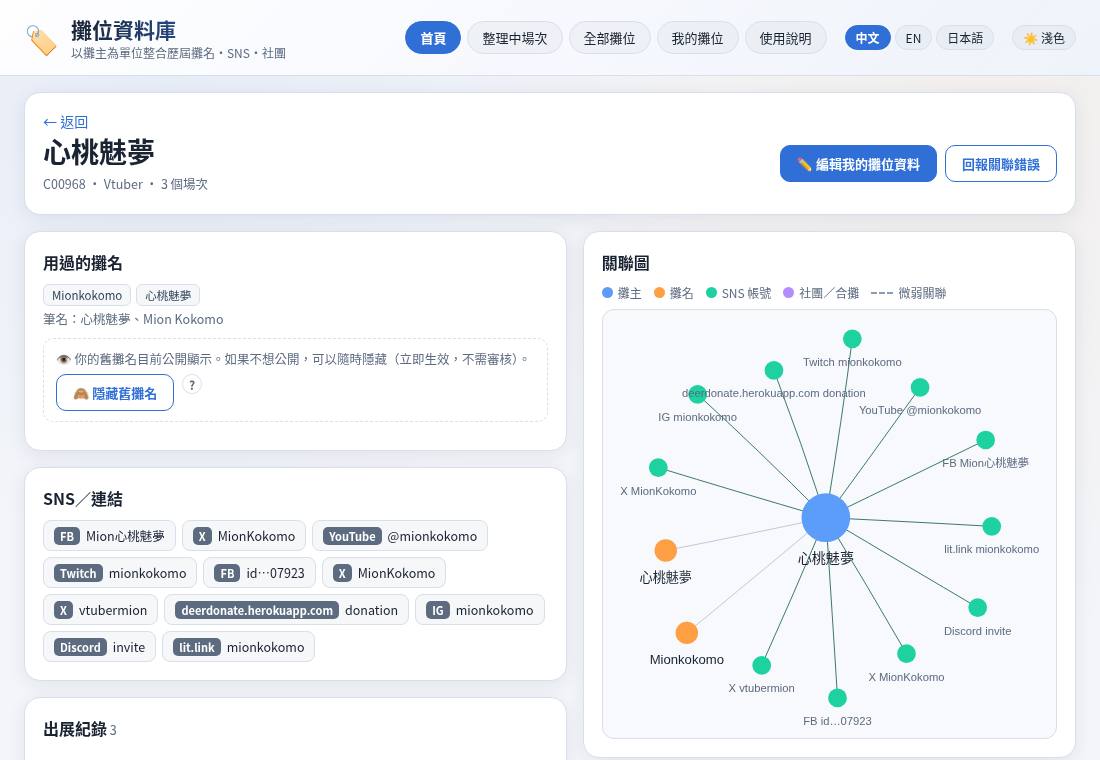 攤位資料庫
以攤主為單位整合歷屆攤名・SNS・社團
首頁
整理中場次
全部攤位
我的攤位
使用說明
中文
EN
日本語
☀️ 淺色
← 返回
心桃魅夢
C00968 ・ Vtuber ・ 3 個場次
✏️ 編輯我的攤位資料
回報關聯錯誤
用過的攤名
Mionkokomo
心桃魅夢
筆名：心桃魅夢、Mion Kokomo
👁️ 你的舊攤名目前公開顯示。如果不想公開，可以隨時隱藏（立即生效，不需審核）。
🙈 隱藏舊攤名
?
SNS／連結
FB Mion心桃魅夢
X MionKokomo
YouTube @mionkokomo
Twitch mionkokomo
FB id…07923
X MionKokomo
X vtubermion
deerdonate.herokuapp.com donation
IG mionkokomo
Discord invite
lit.link mionkokomo
出展紀錄 3
關聯圖
攤主
攤名
SNS 帳號
社團／合攤
微弱關聯
Twitch mionkokomo
deerdonate.herokuapp.com donation
YouTube @mionkokomo
IG mionkokomo
FB Mion心桃魅夢
X MionKokomo
lit.link mionkokomo
心桃魅夢
心桃魅夢
Discord invite
Mionkokomo
X MionKokomo
X vtubermion
FB id…07923